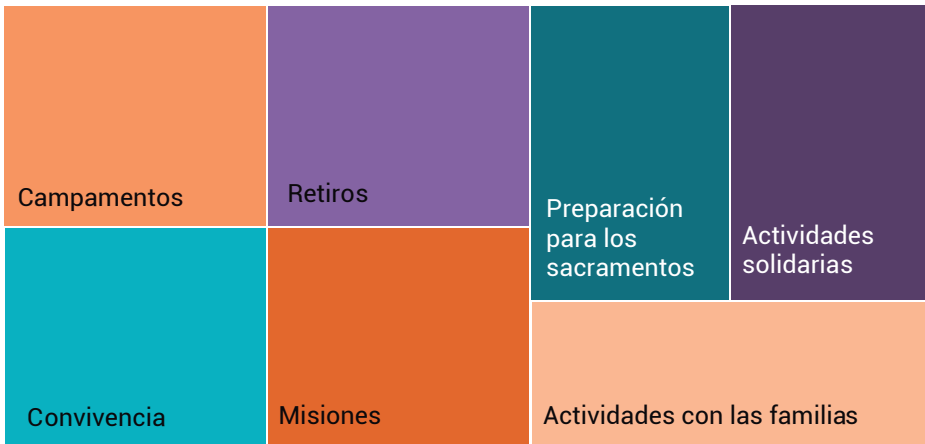 Campamentos
Retiros
Preparación
para los
sacramentos
Actividades
solidarias
Convivencia
Misiones
Actividades con las familias